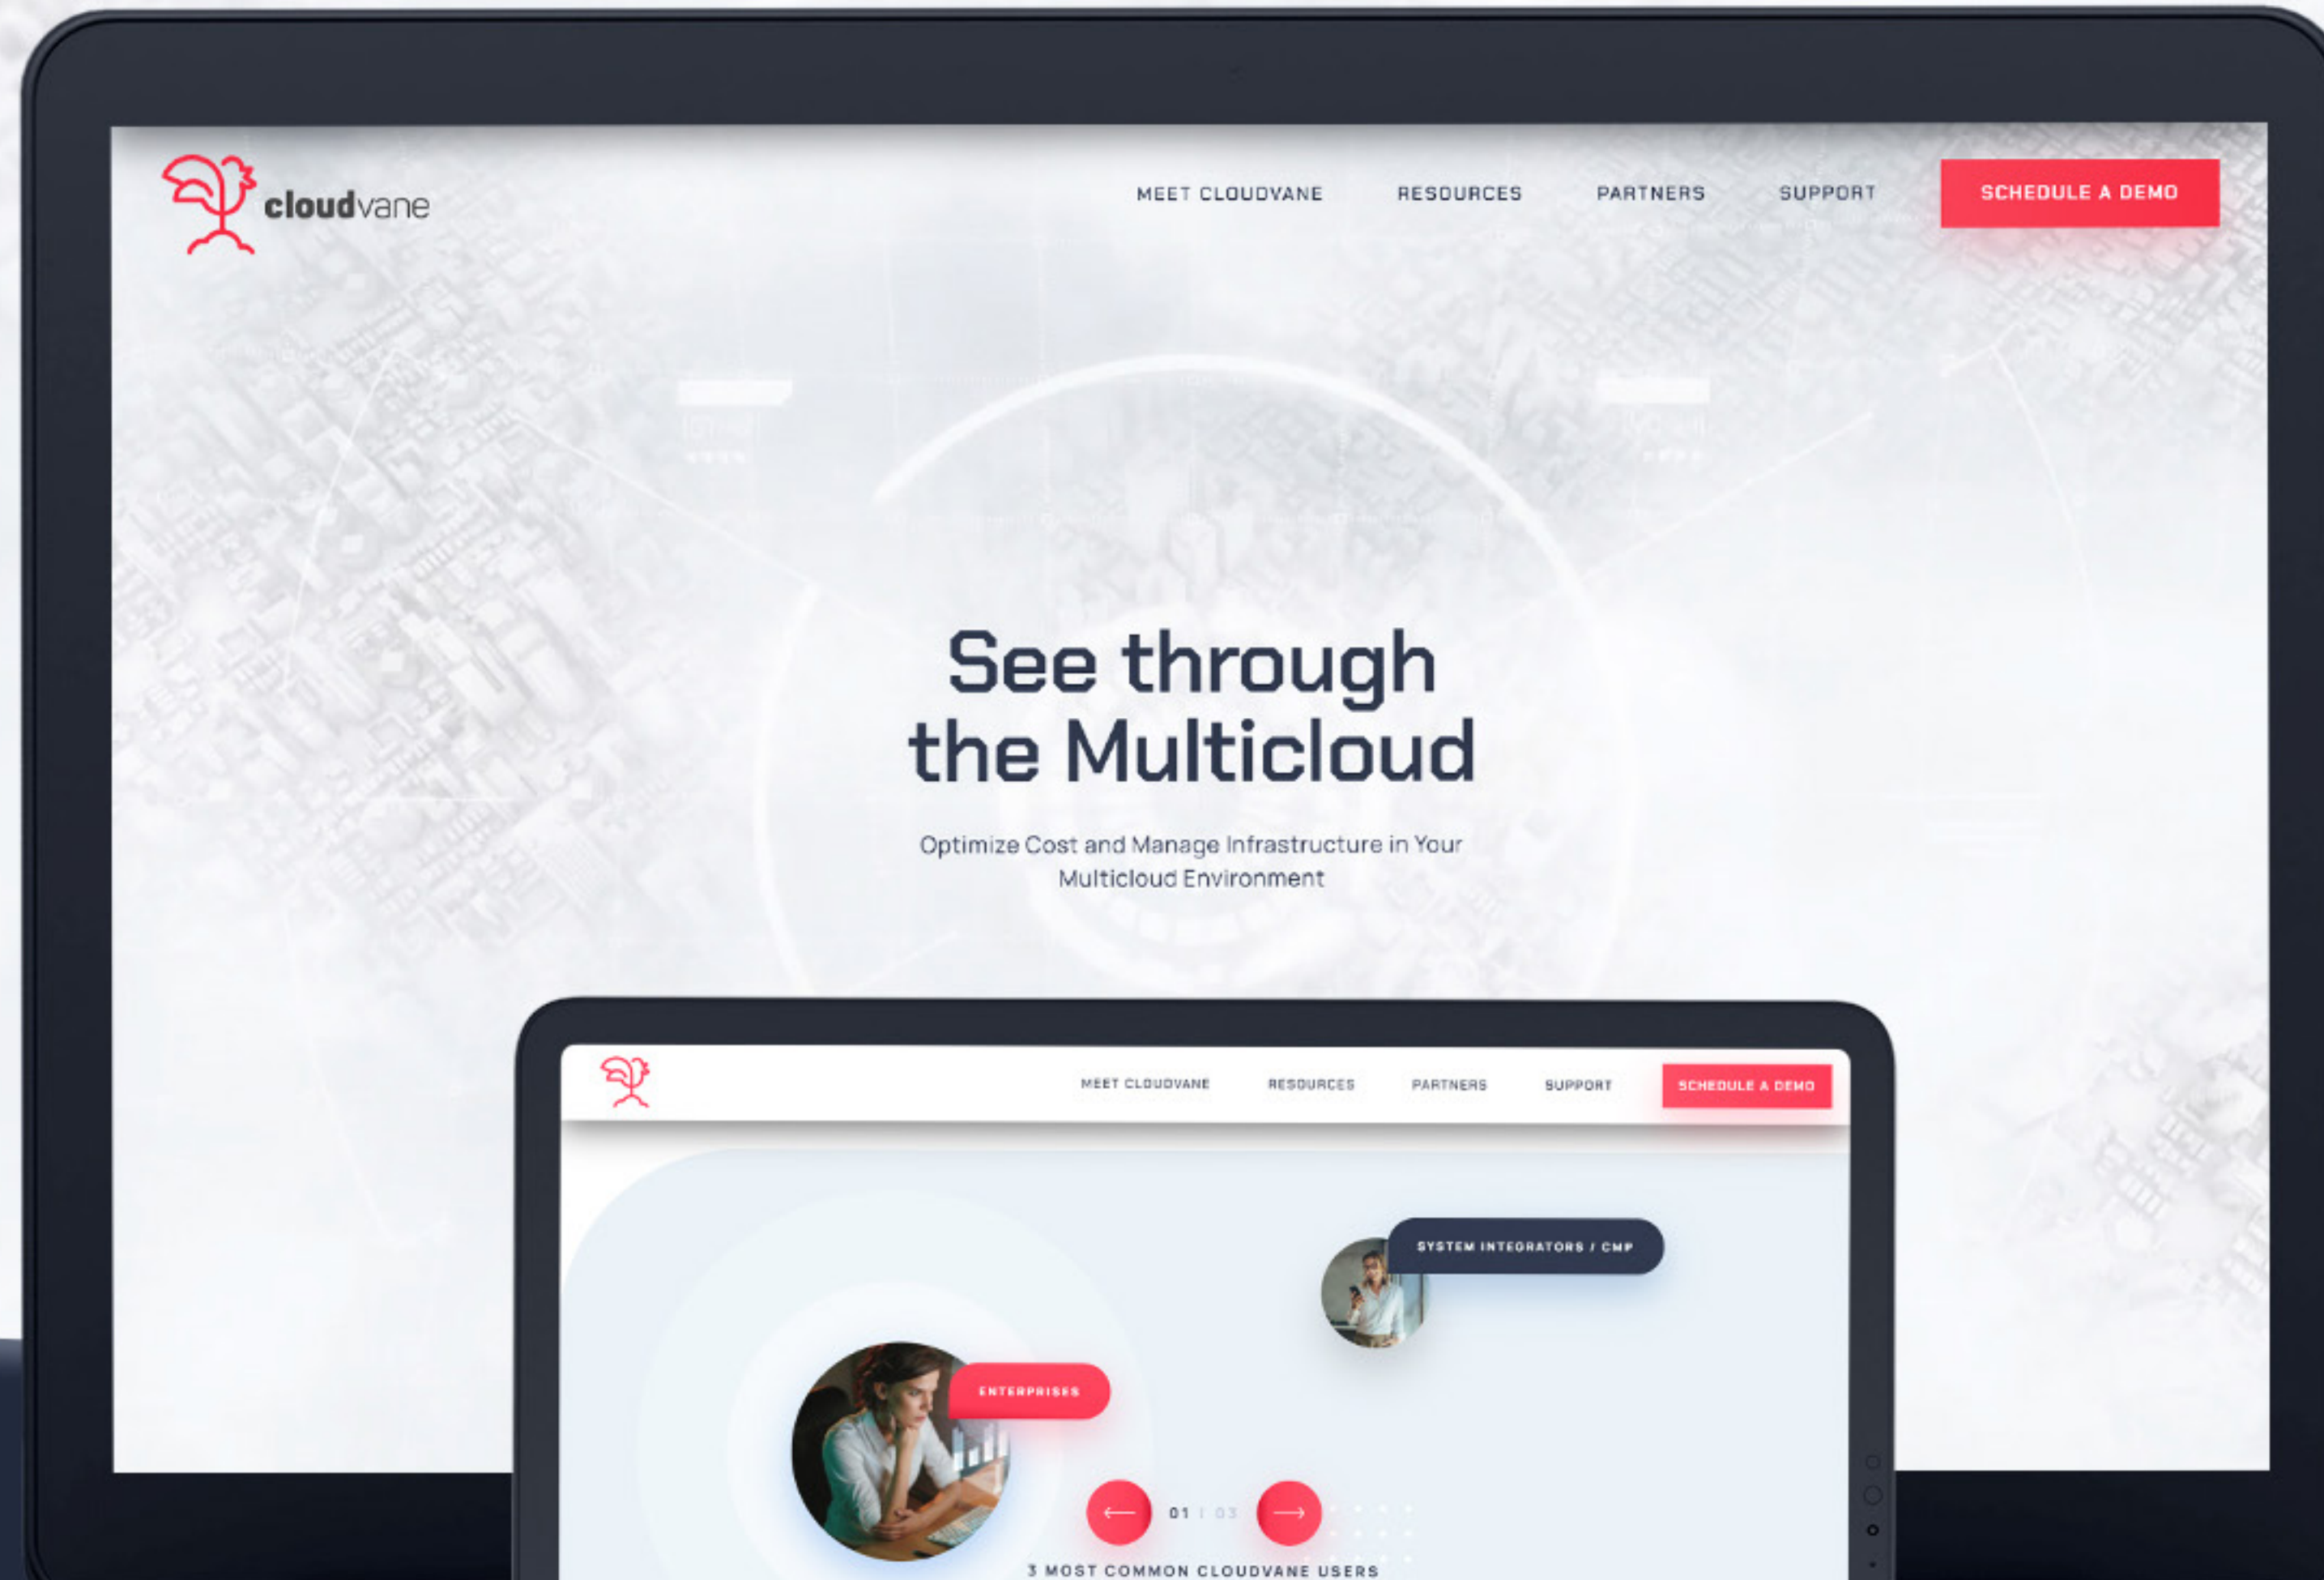 cloudvane
MEET CLOUDVANE
RESOURCES
PARTNERS
SUPPORT
SCHEDULE A DEMO
See through
the Multicloud
Optimize Cost and Manage Infrastructure in Your
Multicloud Environment
MEET CLOUDVANE
RESOURCES
PARTNERS
SUPPORT
SCHEDULE A DEMO
SYSTEM INTEGRATORS / CMP
ENTERPRISES
01 | 03
3 MOST COMMON CLOUDVANE USERS